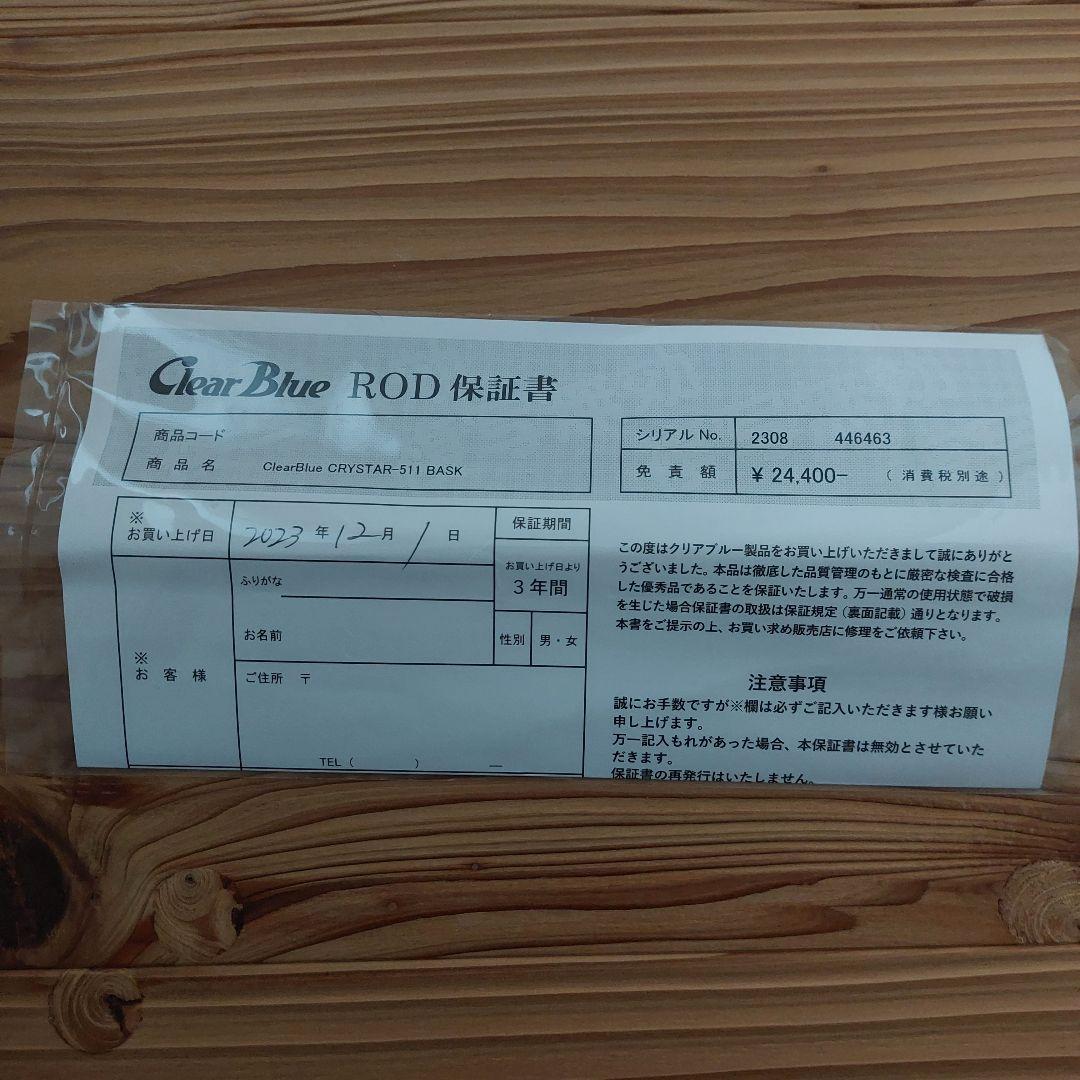 Clear Blue ROD 保証書
商品コード
商品名 ClearBlue CRYSTAR-511 BASK
シリアル No. 2308 446463
免責額 ¥ 24,400- (消費税別途)
※
お買い上げ日 2023年12月1日
保証期間
お買い上げ日より
3年間
※
お客様
ふりがな
お名前
性別 男・女
ご住所 〒
TEL( ) ー
この度はクリアブルー製品をお買い上げいただきまして誠にありがと
うございました。本品は徹底した品質管理のもとに厳密な検査に合格
した優秀品であることを保証いたします。万一通常の使用状態で破損
を生じた場合保証書の取扱は保証規定(裏面記載)通りとなります。
本書をご提示の上、お買い求め販売店に修理をご依頼下さい。
注意事項
誠にお手数ですが※欄は必ずご記入いただきます様お願い
申し上げます。
万一記入もれがあった場合、本保証書は無効とさせていた
だきます。
保証書の再発行はいたしません。